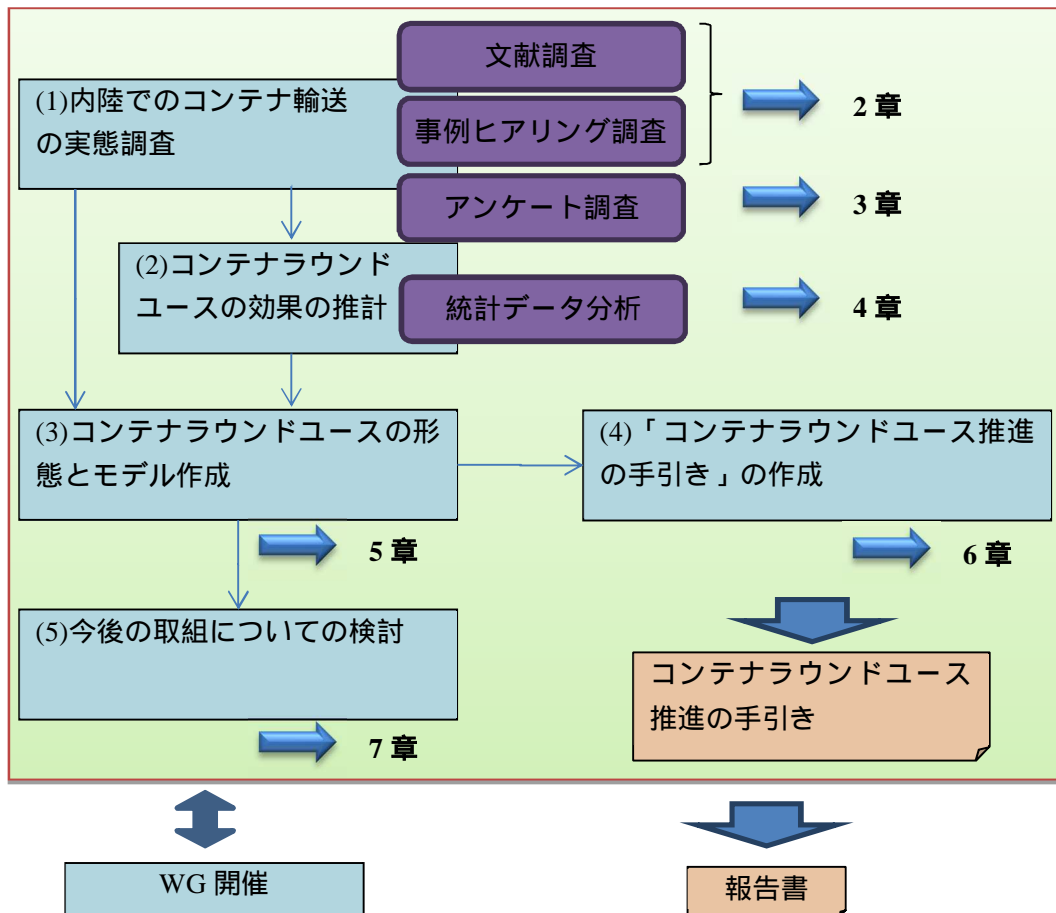 文献調査
(1)内陸でのコンテナ輸送
の実態調査
事例ヒアリング調査
2 章
アンケート調査
3 章
(2)コンテナラウンド
ユースの効果の推計
統計データ分析
4 章
(3)コンテナラウンドユースの形
態とモデル作成
(4)「コンテナラウンドユース推進
の手引き」の作成
5 章
6 章
(5)今後の取組についての検討
コンテナラウンドユース
推進の手引き
7 章
WG 開催
報告書